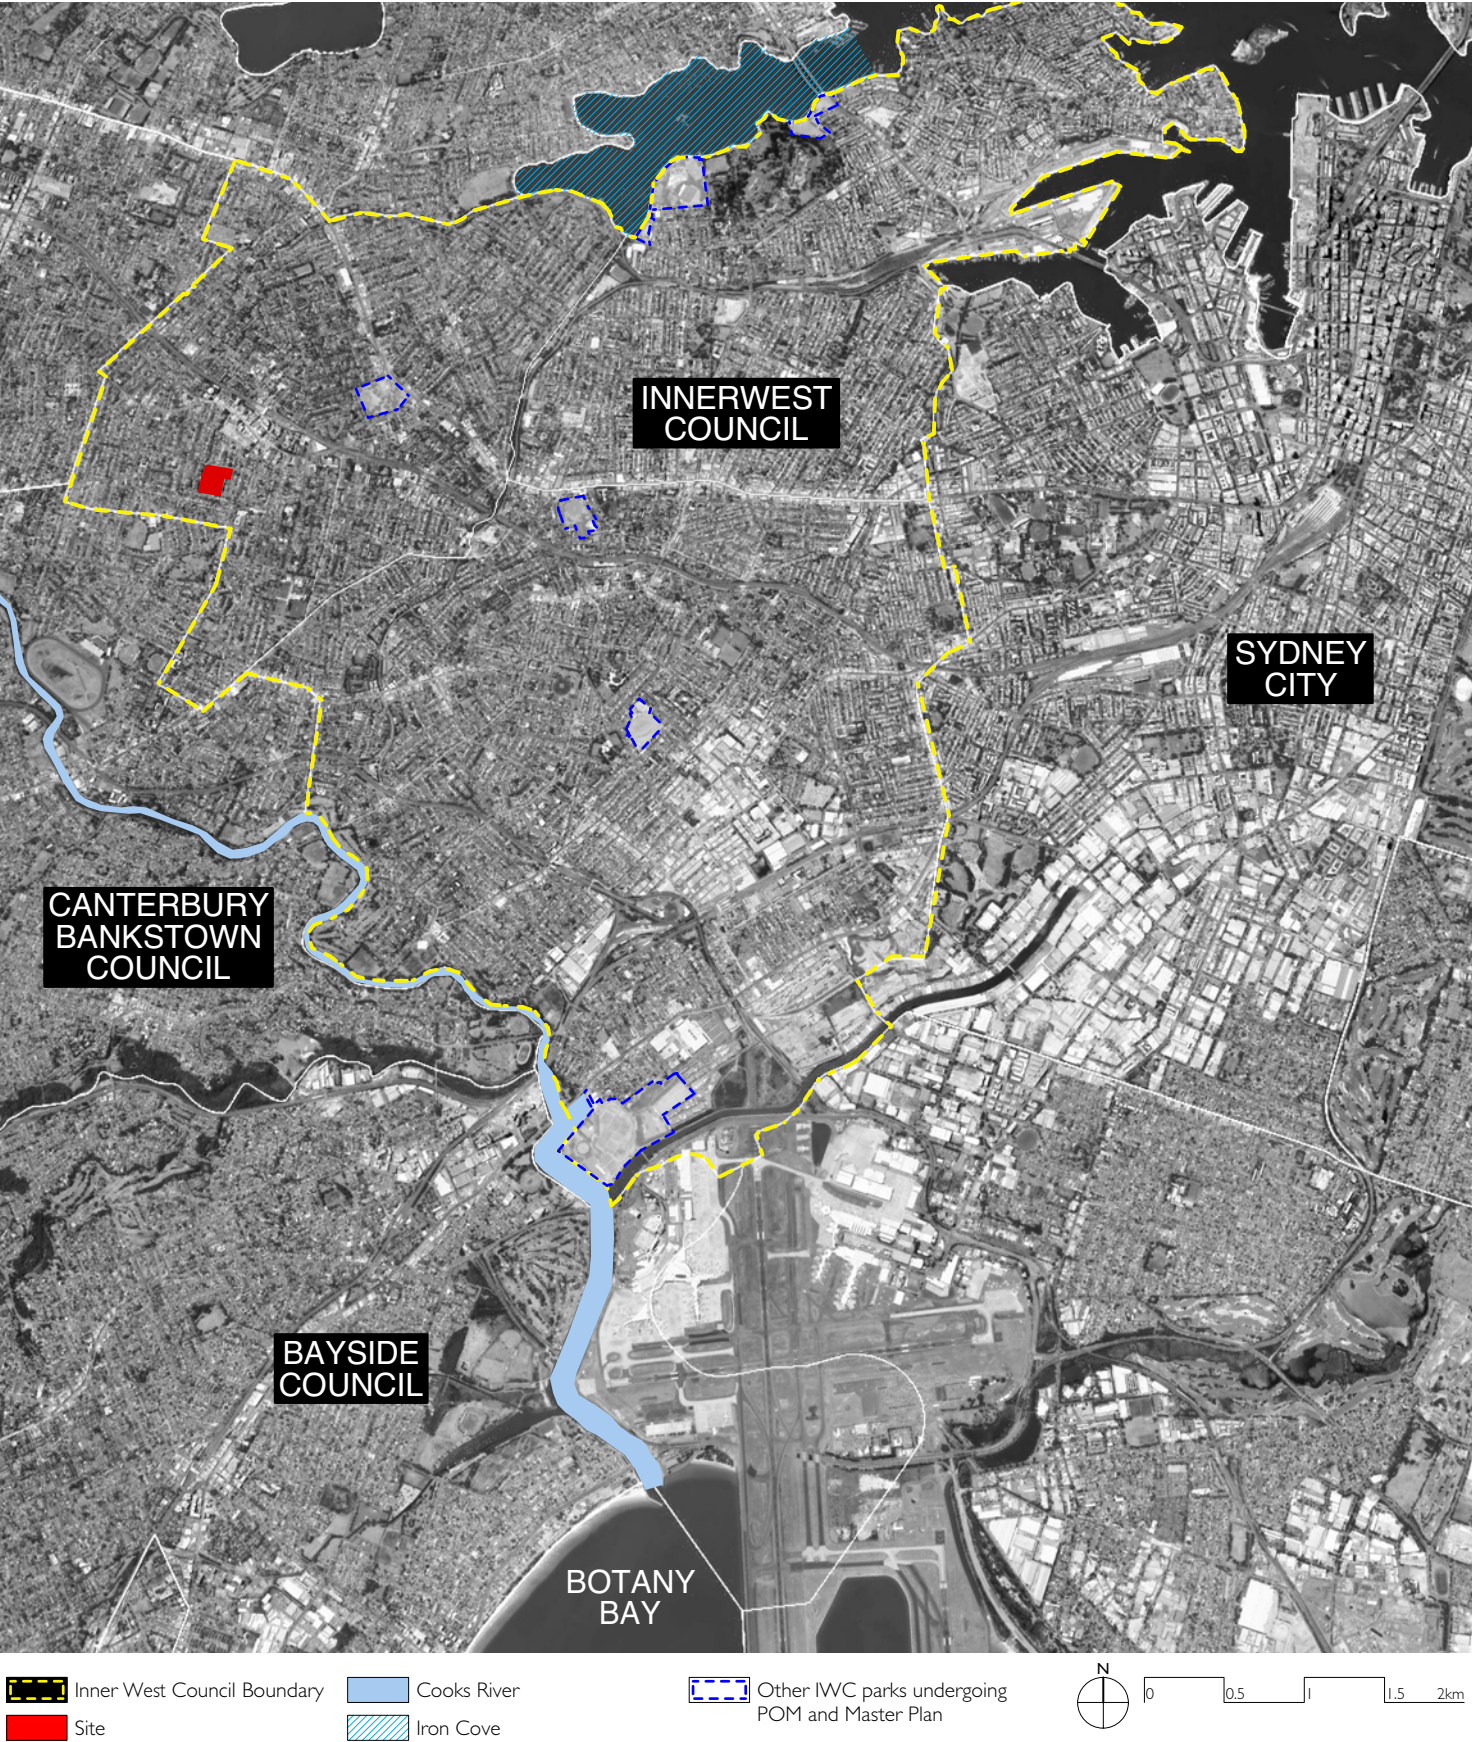 INNERWEST
COUNCIL
SYDNEY
CITY
CANTERBURY
BANKSTOWN
COUNCIL
BAYSIDE
COUNCIL
BOTANY
BAY
Inner West Council Boundary
Site
Cooks River
Iron Cove
Other IWC parks undergoing
POM and Master Plan
N
0 0.5 1 1.5 2km